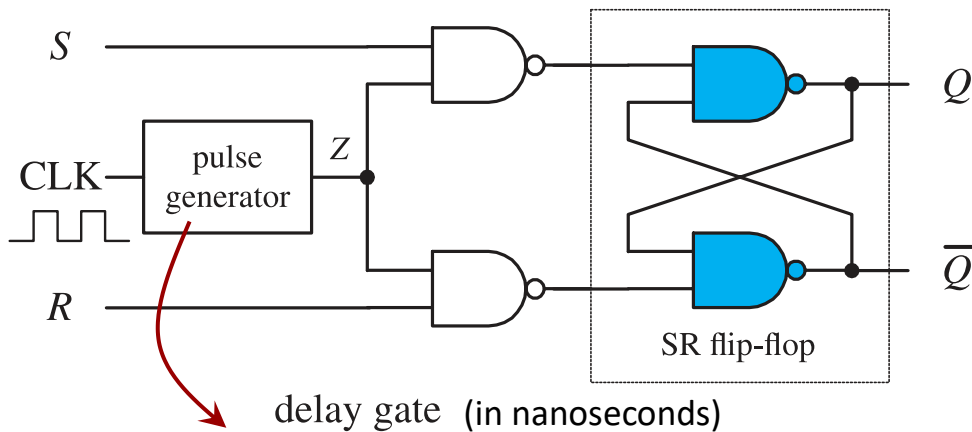 S
Q
Z
pulse
generator
CLK
Q̅
R
SR flip-flop
delay gate (in nanoseconds)